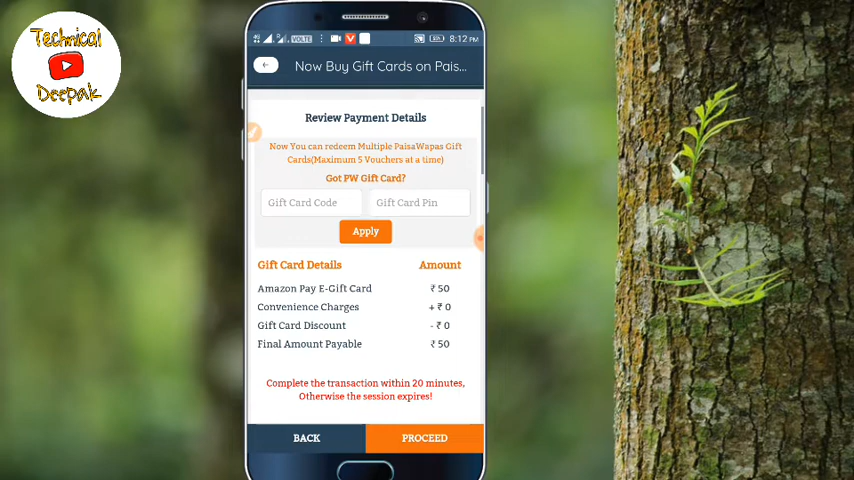 Technical
Deepak
VOLTE
8:12 PM
Now Buy Gift Cards on Pais...
Review Payment Details
Now You can redeem Multiple PaisaWapas Gift
Cards(Maximum 5 Vouchers at a time)
Got PW Gift Card?
Gift Card Code Gift Card Pin
Apply
Gift Card Details Amount
Amazon Pay E-Gift Card ₹ 50
Convenience Charges + ₹ 0
Gift Card Discount - ₹ 0
Final Amount Payable ₹ 50
Complete the transaction within 20 minutes,
Otherwise the session expires!
BACK PROCEED